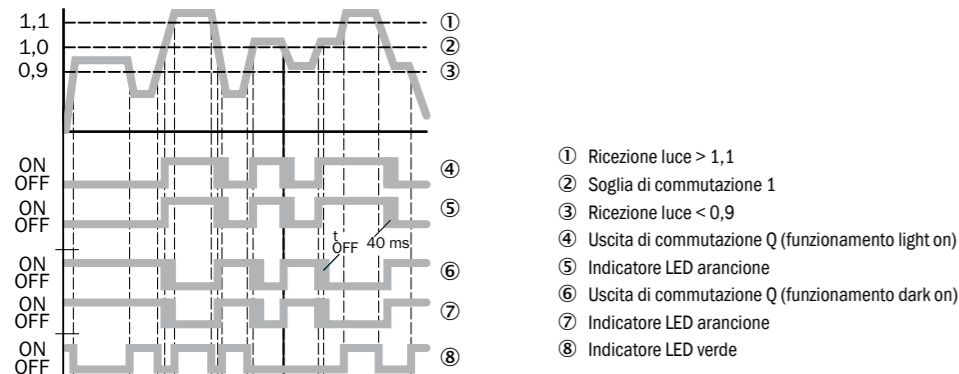 1,1
1,0
0,9
①
②
③
ON
OFF
④
ON
OFF
⑤
t
OFF
40 ms
ON
OFF
⑥
ON
OFF
⑦
ON
OFF
⑧
① Ricezione luce > 1,1
② Soglia di commutazione 1
③ Ricezione luce < 0,9
④ Uscita di commutazione Q (funzionamento light on)
⑤ Indicatore LED arancione
⑥ Uscita di commutazione Q (funzionamento dark on)
⑦ Indicatore LED arancione
⑧ Indicatore LED verde